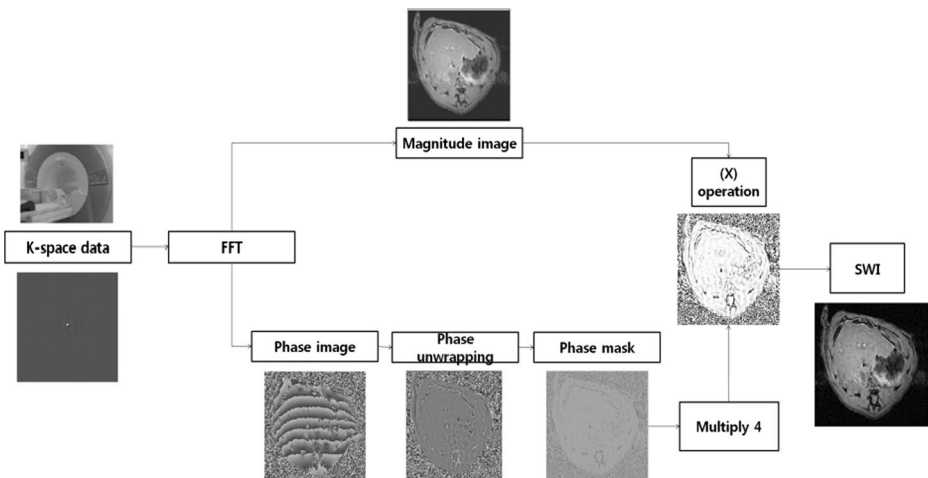 Magnitude image
(X)
operation
K-space data
FFT
SWI
Phase image
Phase
unwrapping
Phase mask
Multiply 4